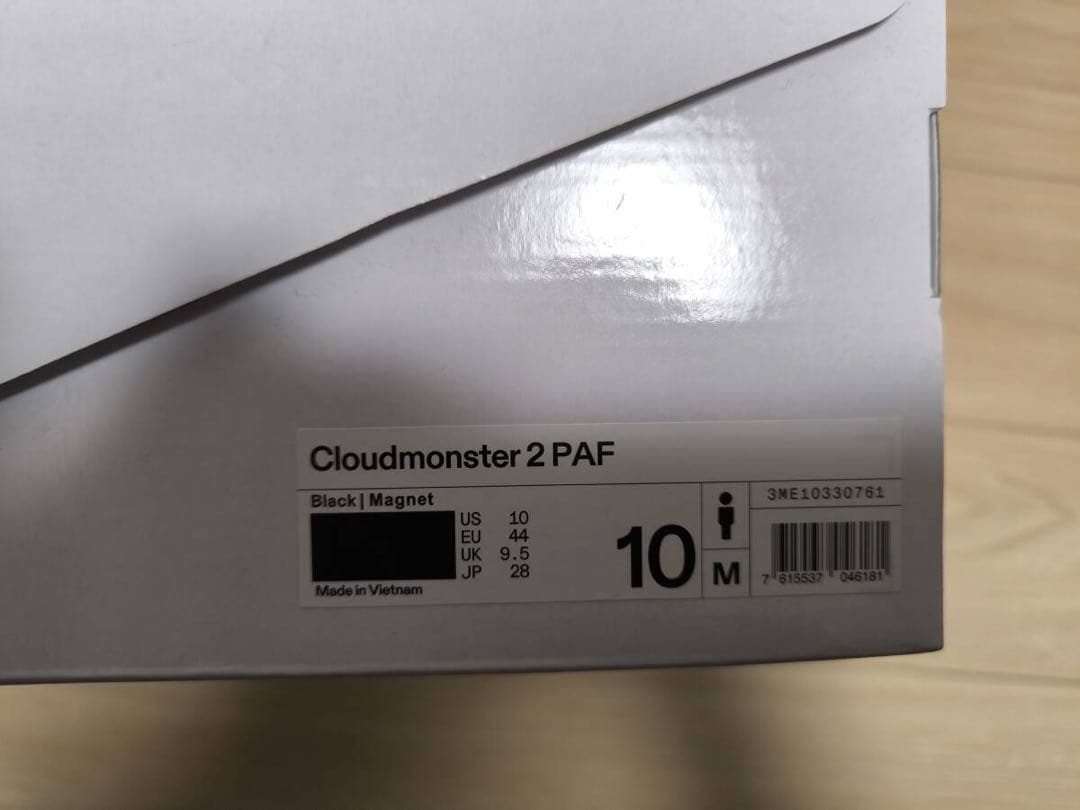 Cloudmonster 2 PAF
Black | Magnet
US 10
EU 44
UK 9.5
JP 28
Made in Vietnam
10
M
3ME10330761
7 615537 046181